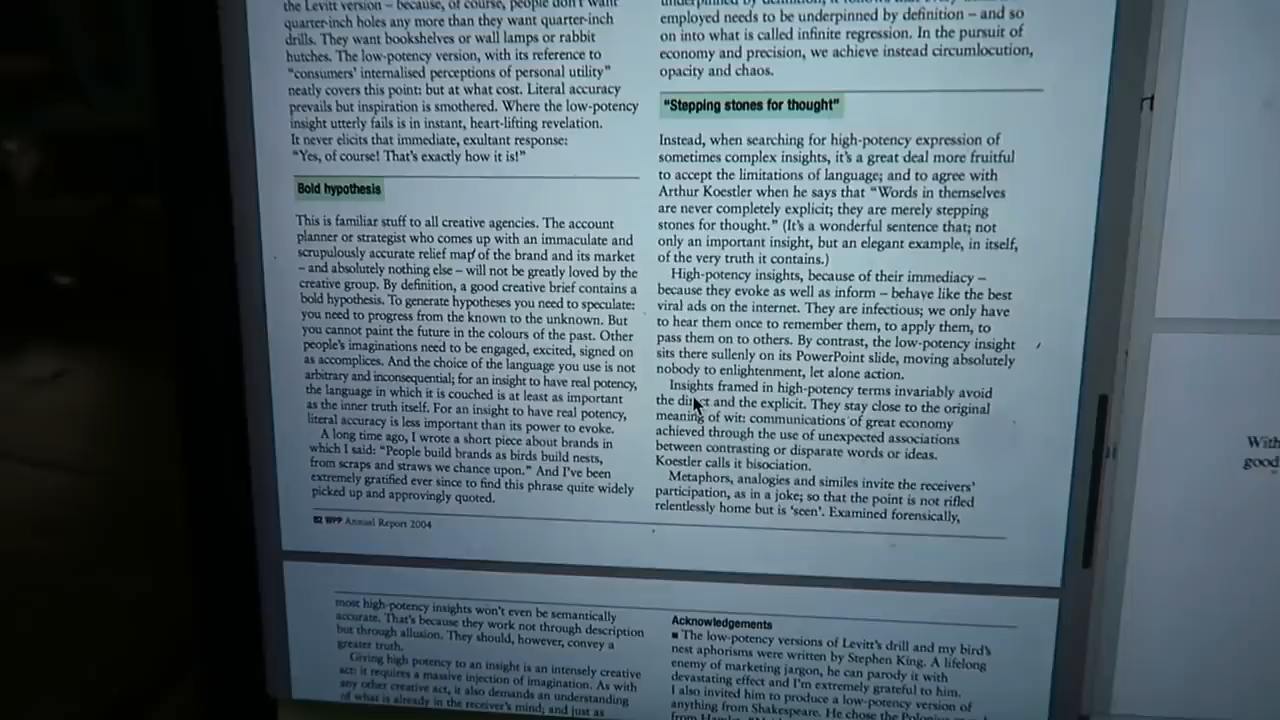 the Levitt version – because, of course, people don't want
quarter-inch holes any more than they want quarter-inch
drills. They want bookshelves or wall lamps or rabbit
hutches. The low-potency version, with its reference to
“consumers' internalised perceptions of personal utility”
neatly covers this point: but at what cost. Literal accuracy
prevails but inspiration is smothered. Where the low-potency
insight utterly fails is in instant, heart-lifting revelation.
It never elicits that immediate, exultant response:
“Yes, of course! That's exactly how it is!”
Bold hypothesis
This is familiar stuff to all creative agencies. The account
planner or strategist who comes up with an immaculate and
scrupulously accurate relief map of the brand and its market
– and absolutely nothing else – will not be greatly loved by the
creative group. By definition, a good creative brief contains a
bold hypothesis. To generate hypotheses you need to speculate:
you need to progress from the known to the unknown. But
you cannot paint the future in the colours of the past. Other
people's imaginations need to be engaged, excited, signed on
as accomplices. And the choice of the language you use is not
arbitrary and inconsequential; for an insight to have real potency,
the language in which it is couched is at least as important
as the inner truth itself. For an insight to have real potency,
literal accuracy is less important than its power to evoke.
A long time ago, I wrote a short piece about brands in
which I said: “People build brands as birds build nests,
from scraps and straws we chance upon.” And I've been
extremely gratified ever since to find this phrase quite widely
picked up and approvingly quoted.
82 WPP Annual Report 2004
underpinned by definition, it follows that every
employed needs to be underpinned by definition – and so
on into what is called infinite regression. In the pursuit of
economy and precision, we achieve instead circumlocution,
opacity and chaos.
“Stepping stones for thought”
Instead, when searching for high-potency expression of
sometimes complex insights, it's a great deal more fruitful
to accept the limitations of language; and to agree with
Arthur Koestler when he says that “Words in themselves
are never completely explicit; they are merely stepping
stones for thought.” (It's a wonderful sentence that; not
only an important insight, but an elegant example, in itself,
of the very truth it contains.)
High-potency insights, because of their immediacy –
because they evoke as well as inform – behave like the best
viral ads on the internet. They are infectious; we only have
to hear them once to remember them, to apply them, to
pass them on to others. By contrast, the low-potency insight
sits there sullenly on its PowerPoint slide, moving absolutely
nobody to enlightenment, let alone action.
Insights framed in high-potency terms invariably avoid
the direct and the explicit. They stay close to the original
meaning of wit: communications of great economy
achieved through the use of unexpected associations
between contrasting or disparate words or ideas.
Koestler calls it bisociation.
Metaphors, analogies and similes invite the receivers'
participation, as in a joke; so that the point is not rifled
relentlessly home but is ‘seen’. Examined forensically,
most high-potency insights won't even be semantically
accurate. That's because they work not through description
but through allusion. They should, however, convey a
greater truth.
Giving high potency to an insight is an intensely creative
act: it requires a massive injection of imagination. As with
any other creative act, it also demands an understanding
of what is already in the receiver's mind; and just as
Acknowledgements
■ The low-potency versions of Levitt's drill and my bird's
nest aphorisms were written by Stephen King. A lifelong
enemy of marketing jargon, he can parody it with
devastating effect and I'm extremely grateful to him.
I also invited him to produce a low-potency version of
anything from Shakespeare. He chose the
With
good